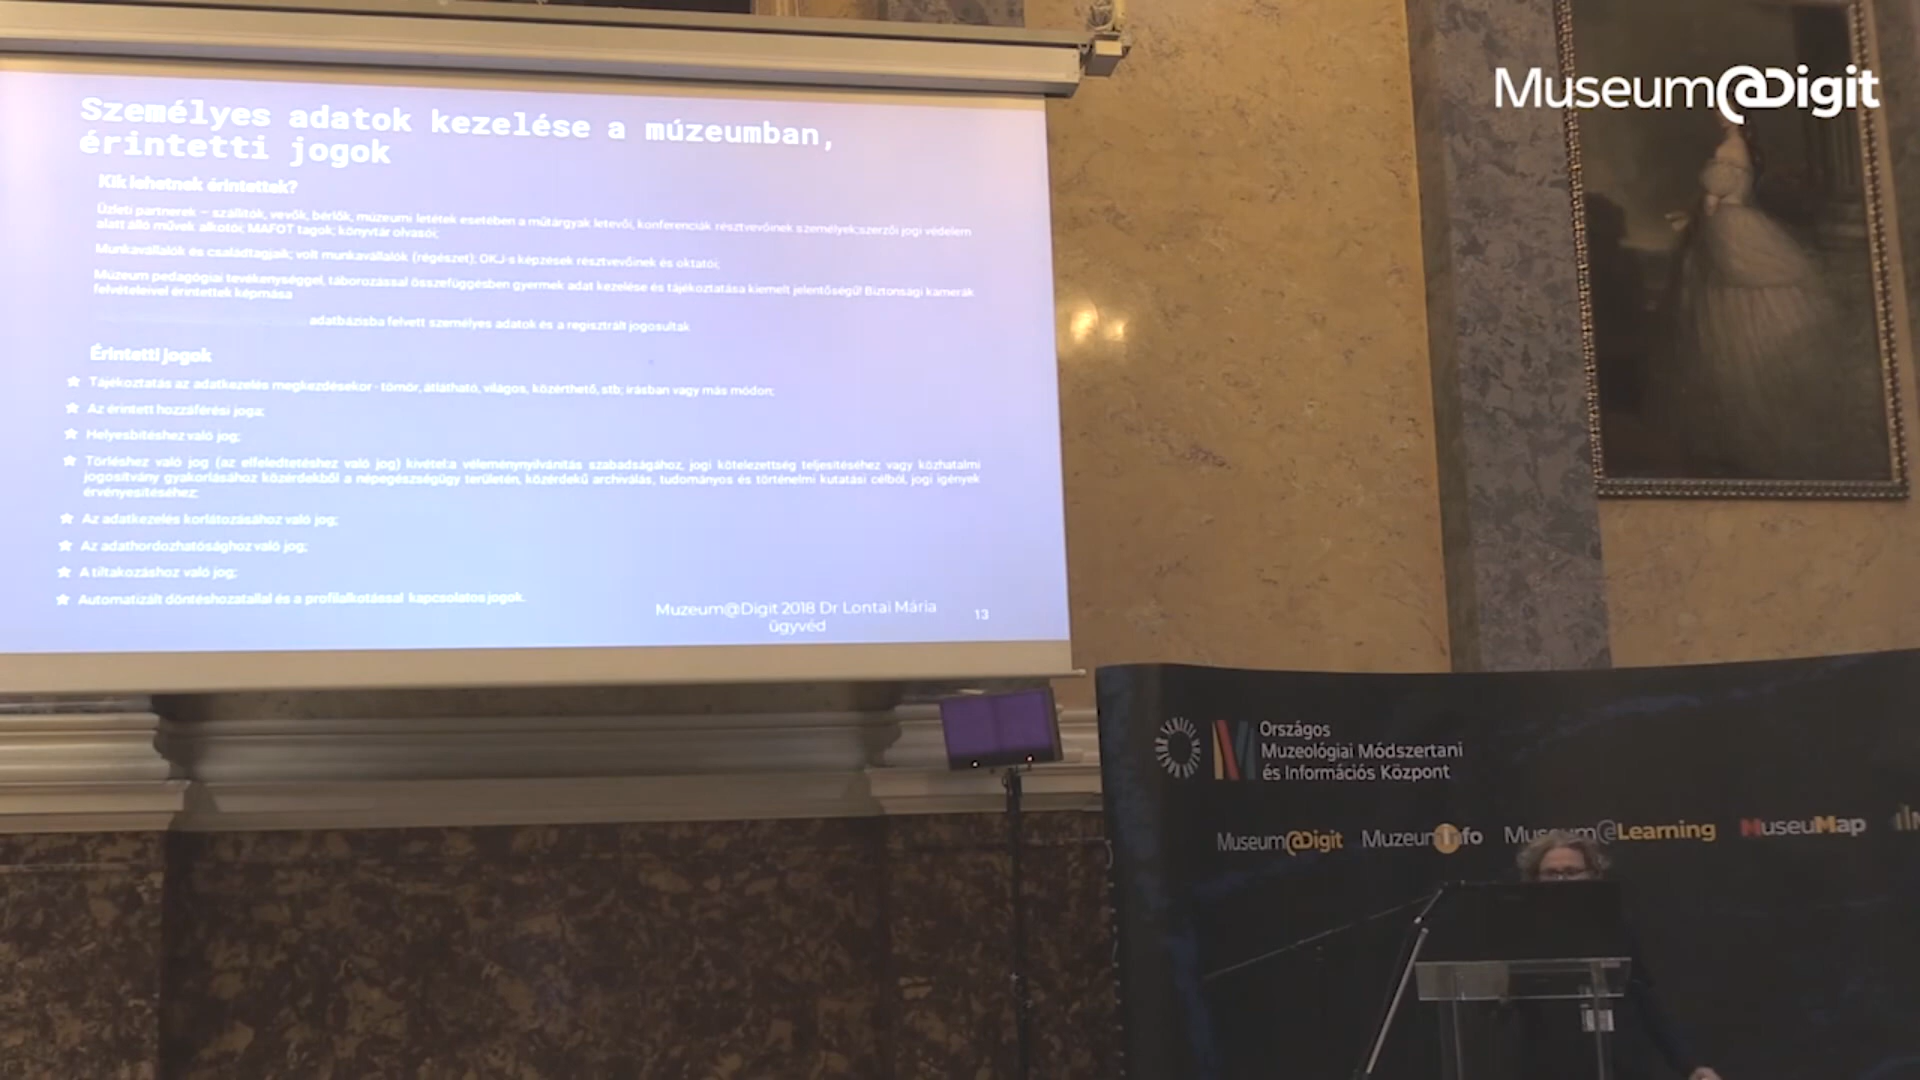 Museum@Digit
Személyes adatok kezelése a múzeumban,
érintetti jogok
Kik lehetnek érintettek?
Üzleti partnerek – szállítók, vevők, bérlők, múzeumi letétek esetében a műtárgyak letevői, konferenciák résztvevőinek személyek;szerzői jogi védelem
alatt álló művek alkotói; MAFOT tagok; könyvtár olvasói;
Munkavállalók és családtagjaik; volt munkavállalók (régészet); OKJ-s képzések résztvevőinek és oktatói;
Múzeum pedagógiai tevékenységgel, táborozással összefüggésben gyermek adat kezelése és tájékoztatása kiemelt jelentőségű! Biztonsági kamerák
felvételeivel érintettek képmása
adatbázisba felvett személyes adatok és a regisztrált jogosultak
Érintetti jogok
Tájékoztatás az adatkezelés megkezdésekor - tömör, átlátható, világos, közérthető, stb; írásban vagy más módon;
Az érintett hozzáférési joga;
Helyesbítéshez való jog;
Törléshez való jog (az elfeledtetéshez való jog) kivétel:a véleménynyilvánítás szabadságához, jogi kötelezettség teljesítéséhez vagy közhatalmi
jogosítvány gyakorlásához közérdekből a népegészségügy területén, közérdekű archiválás, tudományos és történelmi kutatási célból, jogi igények
érvényesítéséhez;
Az adatkezelés korlátozásához való jog;
Az adathordozhatósághoz való jog;
A tiltakozáshoz való jog;
Automatizált döntéshozatallal és a profilalkotással kapcsolatos jogok.
Muzeum@Digit 2018 Dr Lontai Mária
ügyvéd
13
Országos
Muzeológiai Módszertani
és Információs Központ
Museum@Digit MuzeumInfo Museum@Learning MuseuMap